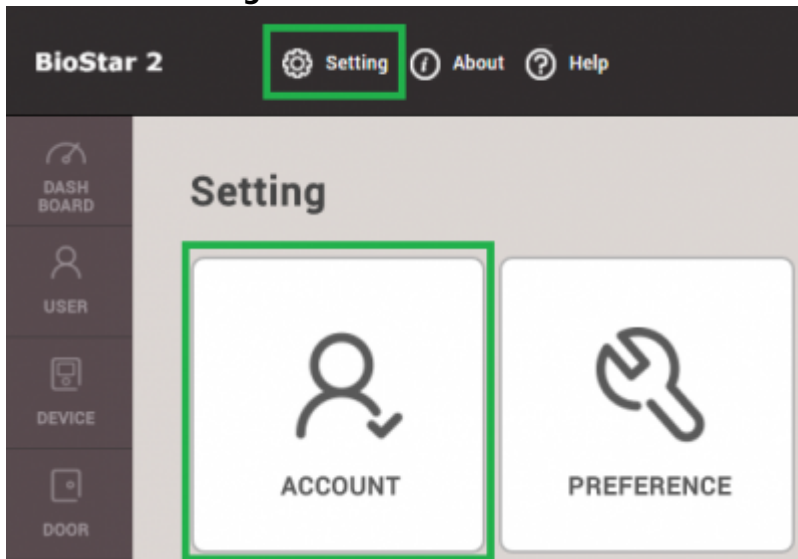 BioStar 2
Setting
About
Help
DASH
BOARD
USER
DEVICE
DOOR
Setting
ACCOUNT
PREFERENCE